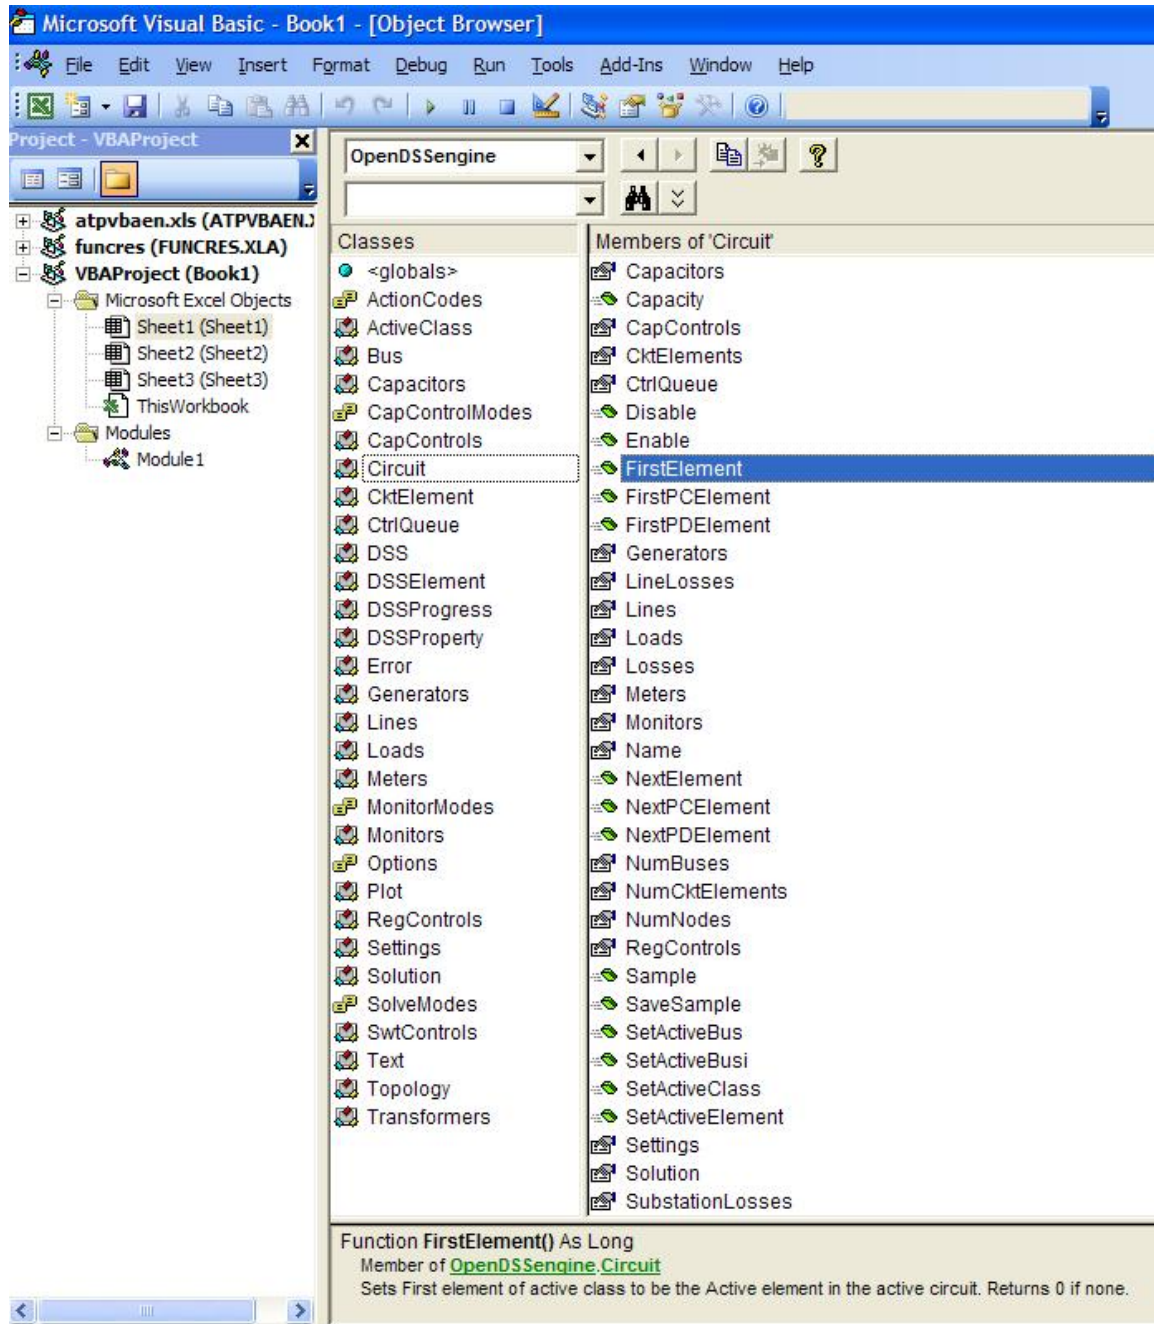 Microsoft Visual Basic - Book1 - [Object Browser]
File Edit View Insert Format Debug Run Tools Add-Ins Window Help
Project - VBAProject
atpvbaen.xls (ATPVBAEN.X
funcres (FUNCRES.XLA)
VBAProject (Book1)
Microsoft Excel Objects
Sheet1 (Sheet1)
Sheet2 (Sheet2)
Sheet3 (Sheet3)
ThisWorkbook
Modules
Module1
OpenDSSengine
Classes
<globals>
ActionCodes
ActiveClass
Bus
Capacitors
CapControlModes
CapControls
Circuit
CktElement
CtrlQueue
DSS
DSSElement
DSSProgress
DSSProperty
Error
Generators
Lines
Loads
Meters
MonitorModes
Monitors
Options
Plot
RegControls
Settings
Solution
SolveModes
SwtControls
Text
Topology
Transformers
Members of 'Circuit'
Capacitors
Capacity
CapControls
CktElements
CtrlQueue
Disable
Enable
FirstElement
FirstPCElement
FirstPDElement
Generators
LineLosses
Lines
Loads
Losses
Meters
Monitors
Name
NextElement
NextPCElement
NextPDElement
NumBuses
NumCktElements
NumNodes
RegControls
Sample
SaveSample
SetActiveBus
SetActiveBusi
SetActiveClass
SetActiveElement
Settings
Solution
SubstationLosses
Function FirstElement() As Long
Member of OpenDSSengine.Circuit
Sets First element of active class to be the Active element in the active circuit. Returns 0 if none.